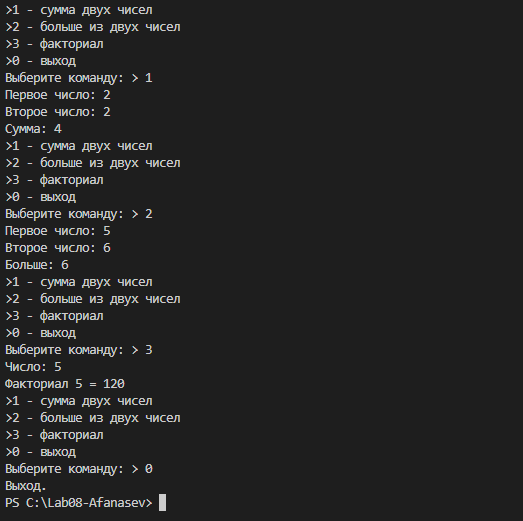 >1 - сумма двух чисел
>2 - больше из двух чисел
>3 - факториал
>0 - выход
Выберите команду: > 1
Первое число: 2
Второе число: 2
Сумма: 4
>1 - сумма двух чисел
>2 - больше из двух чисел
>3 - факториал
>0 - выход
Выберите команду: > 2
Первое число: 5
Второе число: 6
Больше: 6
>1 - сумма двух чисел
>2 - больше из двух чисел
>3 - факториал
>0 - выход
Выберите команду: > 3
Число: 5
Факториал 5 = 120
>1 - сумма двух чисел
>2 - больше из двух чисел
>3 - факториал
>0 - выход
Выберите команду: > 0
Выход.
PS C:\Lab08-Afanasev>